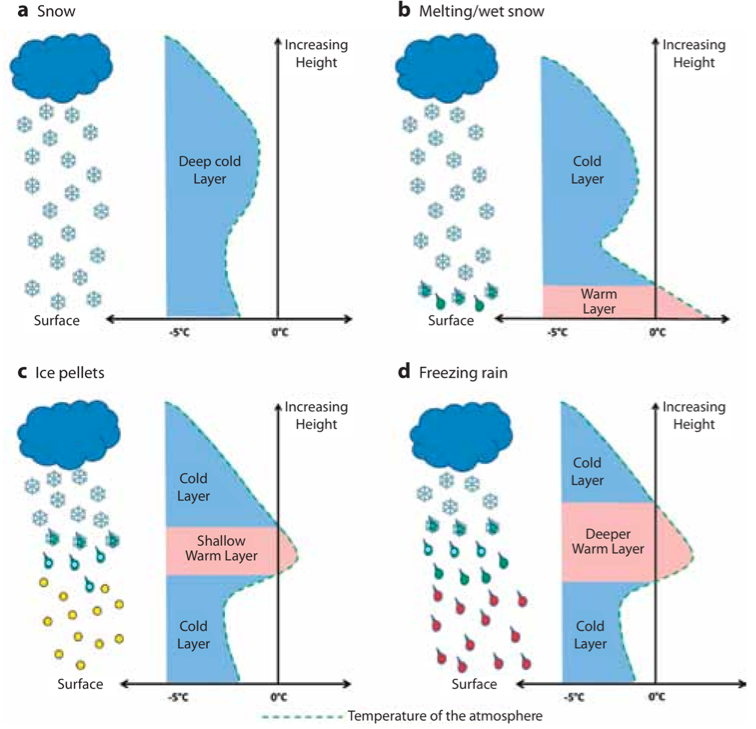 a Snow
Increasing
Height
Deep cold
Layer
Surface
-5°C
0°C
b Melting/wet snow
Increasing
Height
Cold
Layer
Warm
Layer
Surface
-5°C
0°C
c Ice pellets
Increasing
Height
Cold
Layer
Shallow
Warm Layer
Cold
Layer
Surface
-5°C
0°C
d Freezing rain
Increasing
Height
Cold
Layer
Deeper
Warm Layer
Cold
Layer
Surface
-5°C
0°C
Temperature of the atmosphere